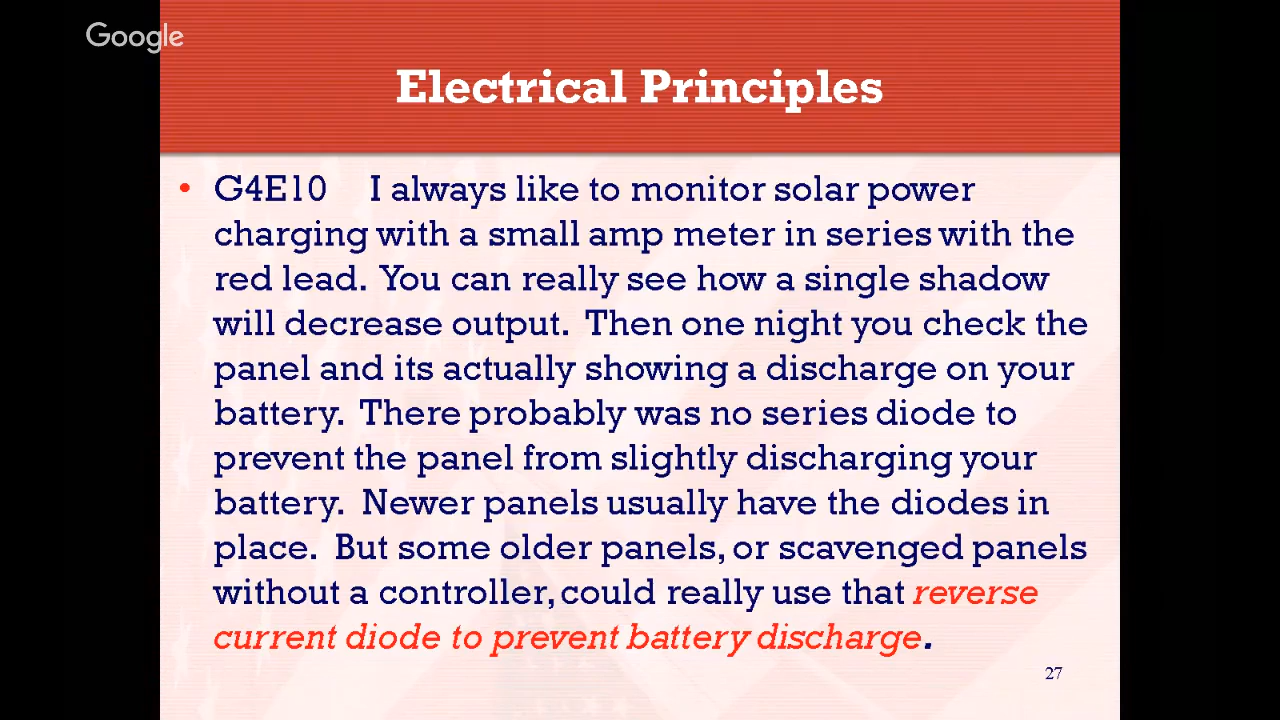 Google
Electrical Principles
• G4E10 I always like to monitor solar power
charging with a small amp meter in series with the
red lead. You can really see how a single shadow
will decrease output. Then one night you check the
panel and its actually showing a discharge on your
battery. There probably was no series diode to
prevent the panel from slightly discharging your
battery. Newer panels usually have the diodes in
place. But some older panels, or scavenged panels
without a controller, could really use that reverse
current diode to prevent battery discharge.
27